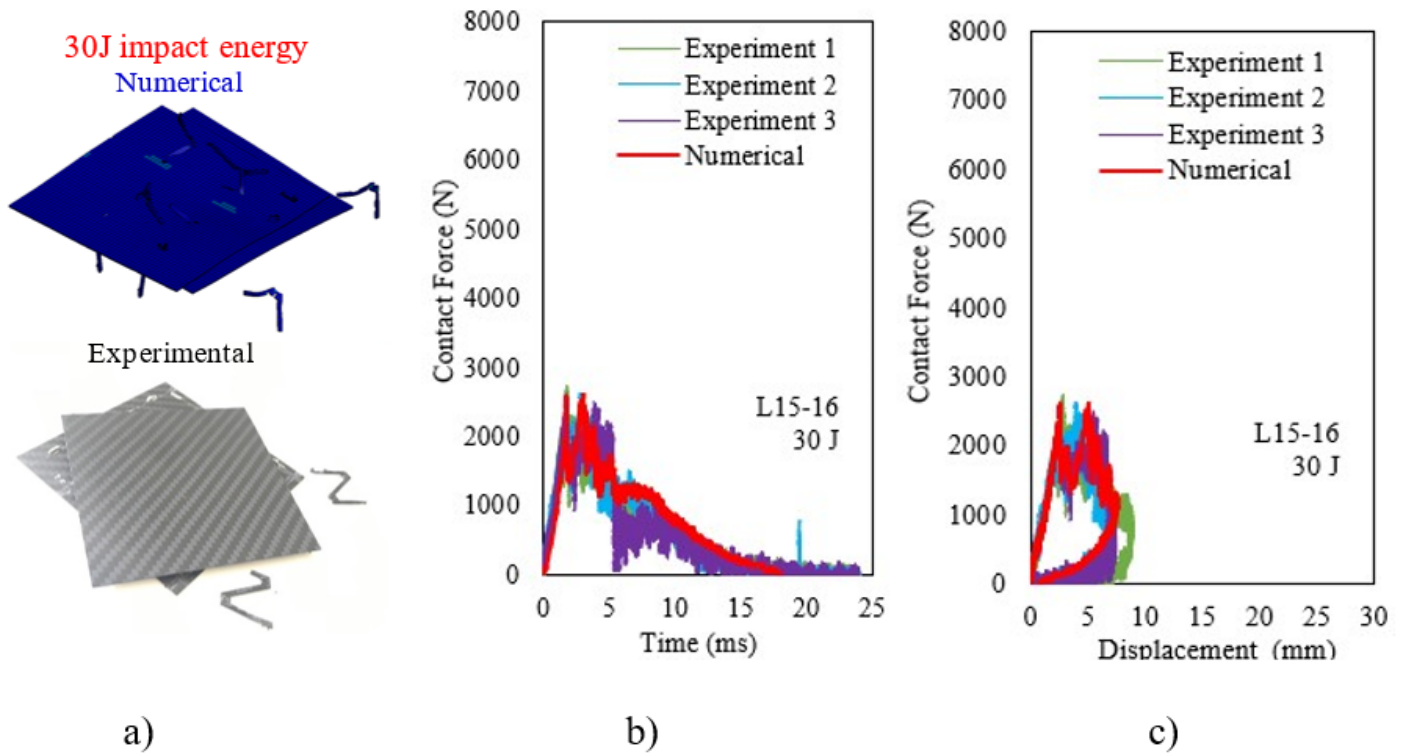 30J impact energy
Numerical
Experimental
a)
8000
7000
6000
5000
4000
3000
2000
1000
0
Contact Force (N)
Experiment 1
Experiment 2
Experiment 3
Numerical
L15-16
30 J
0 5 10 15 20 25
Time (ms)
b)
8000
7000
6000
5000
4000
3000
2000
1000
0
Contact Force (N)
Experiment 1
Experiment 2
Experiment 3
Numerical
L15-16
30 J
0 5 10 15 20 25 30
Displacement (mm)
c)